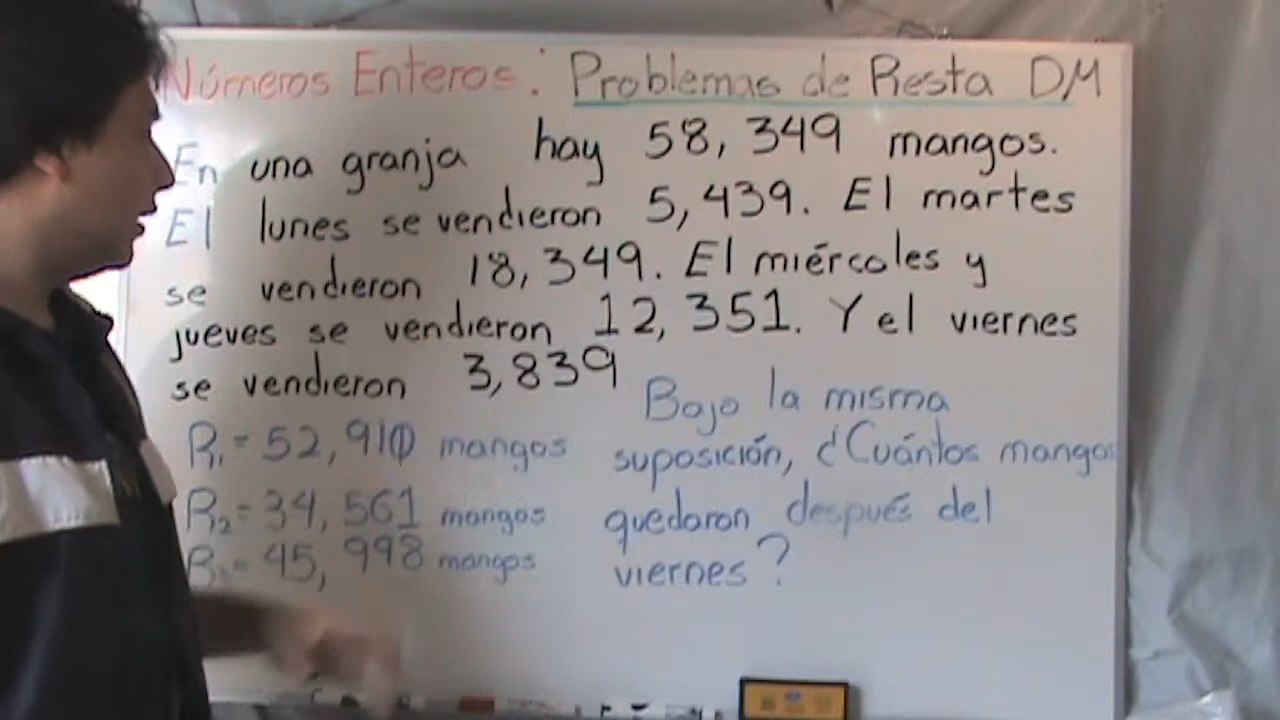 Números Enteros: Problemas de Resta DM
En una granja hay 58, 349 mangos.
El lunes se vendieron 5, 439. El martes
se vendieron 18, 349. El miércoles y
jueves se vendieron 12, 351. Y el viernes
se vendieron 3,839
R1 = 52, 910 mangos
R2 = 34, 561 mangos
= 45, 998 mangos
Bajo la misma
suposición, ¿Cuántos mangos
quedaron después del
viernes?